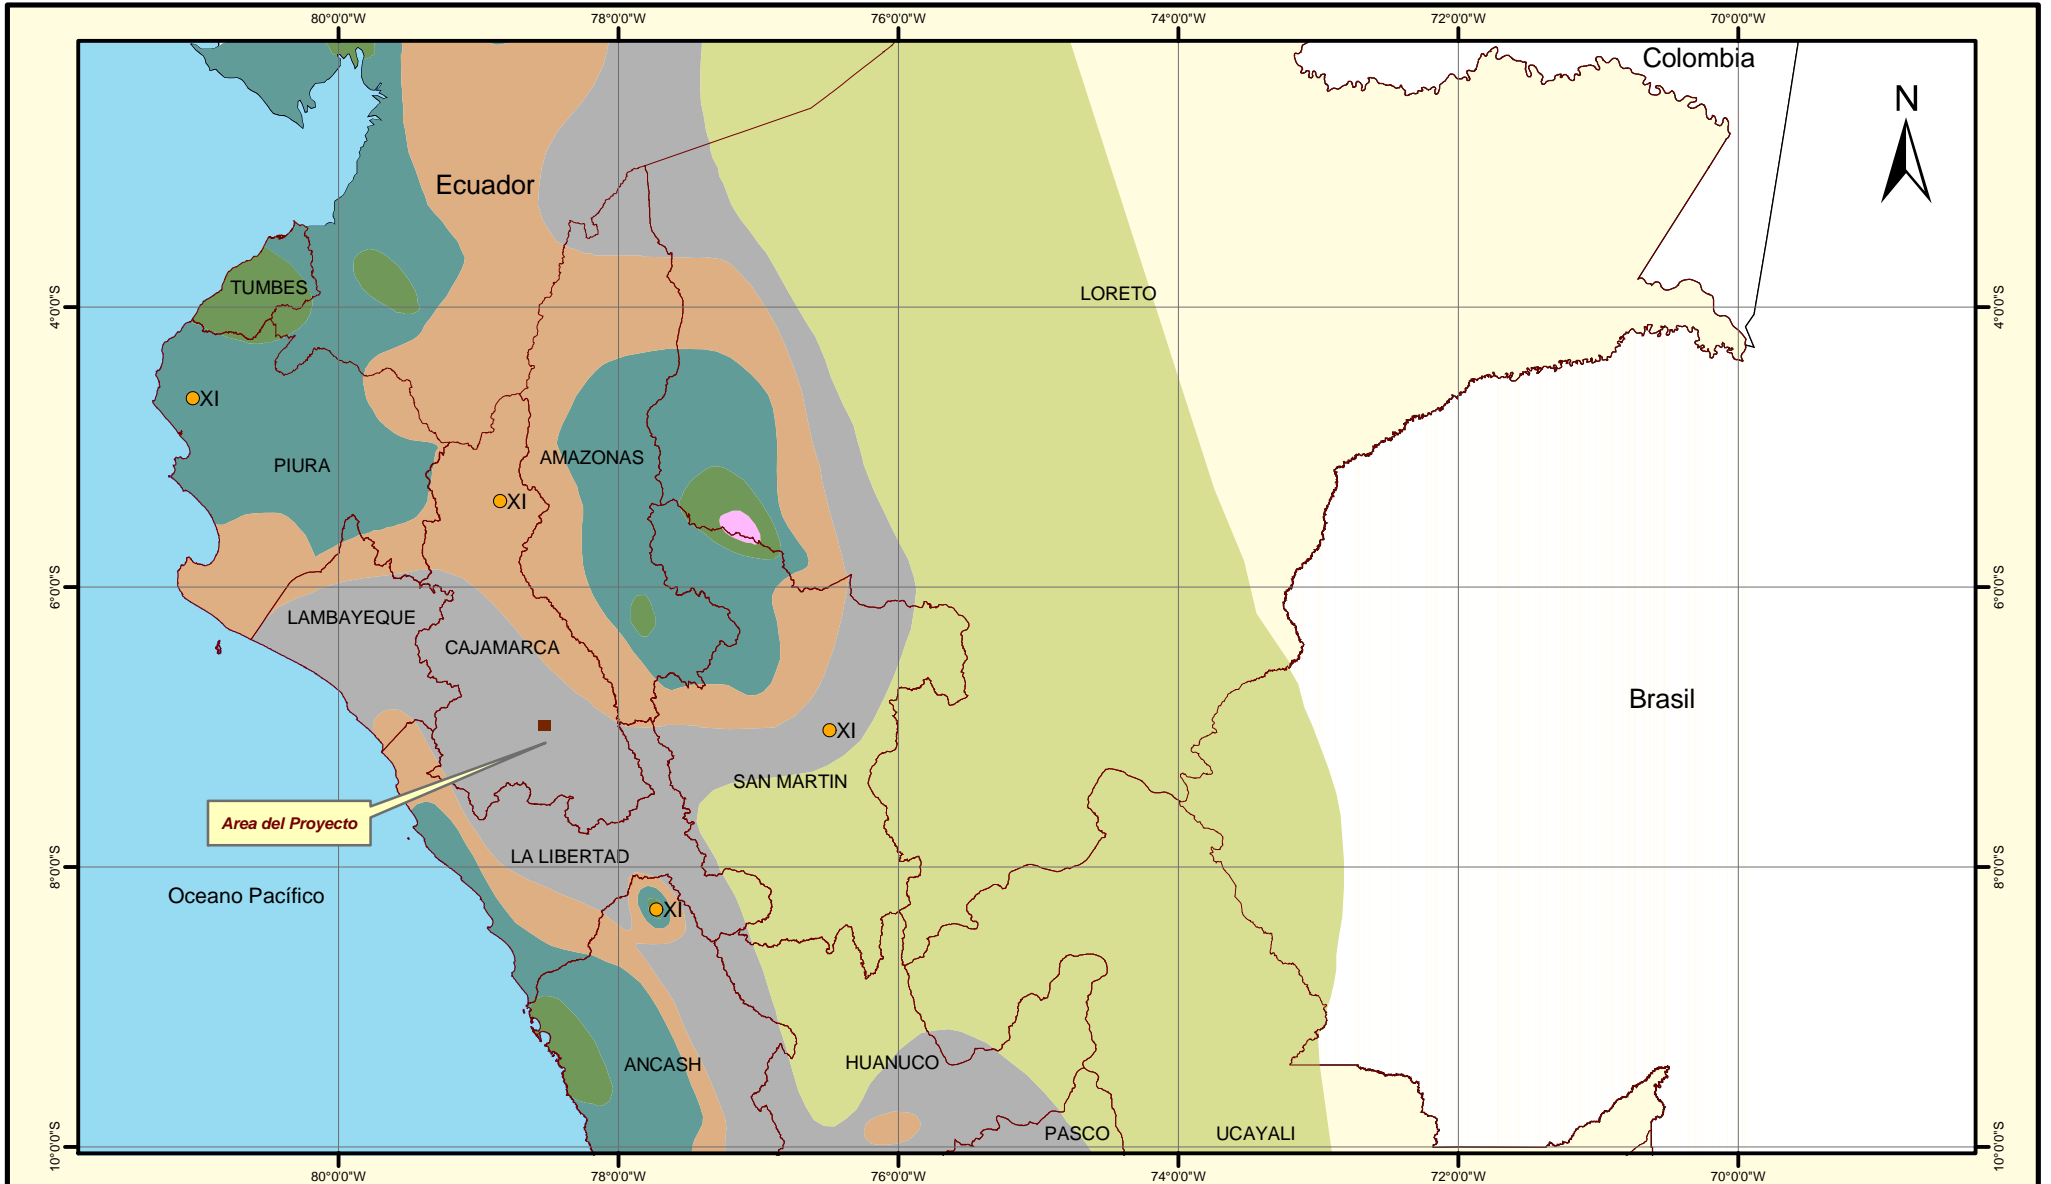 80°0'0"W 78°0'0"W 76°0'0"W 74°0'0"W 72°0'0"W 70°0'0"W
Colombia
N
Ecuador
TUMBES
LORETO
4°0'0"S 4°0'0"S
XI
AMAZONAS
PIURA
XI
6°0'0"S 6°0'0"S
LAMBAYEQUE
CAJAMARCA
Brasil
XI
SAN MARTIN
Area del Proyecto
LA LIBERTAD
8°0'0"S 8°0'0"S
Oceano Pacífico
XI
ANCASH
HUANUCO
PASCO
UCAYALI
10°0'0"S 10°0'0"S
80°0'0"W 78°0'0"W 76°0'0"W 74°0'0"W 72°0'0"W 70°0'0"W